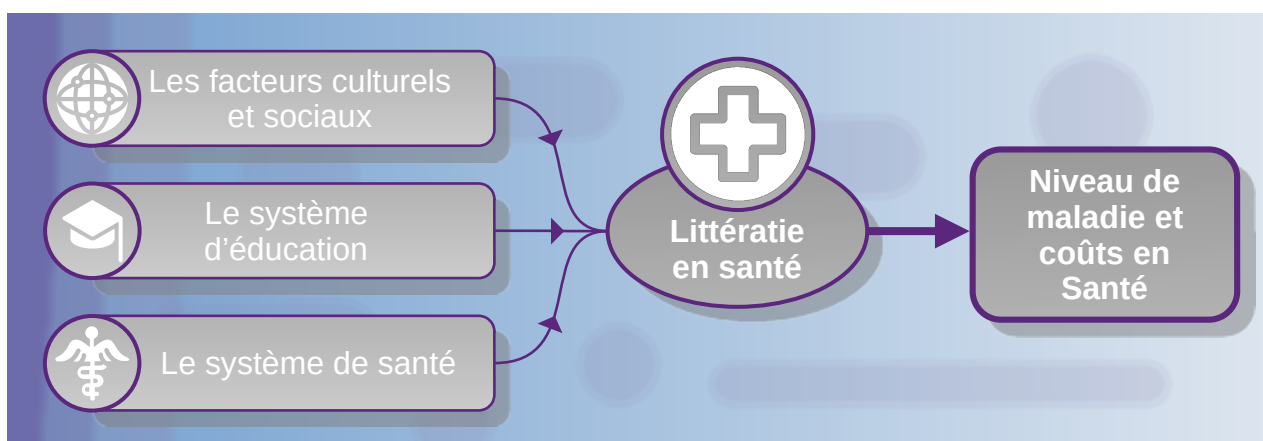 Les facteurs culturels
et sociaux
Le système
d’éducation
Le système de santé
Littératie
en santé
Niveau de
maladie et
coûts en
Santé